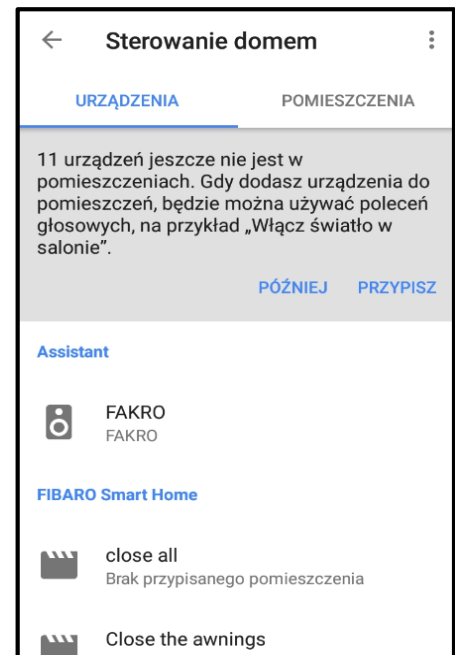 Sterowanie domem
URZĄDZENIA POMIESZCZENIA
11 urządzeń jeszcze nie jest w
pomieszczeniach. Gdy dodasz urządzenia do
pomieszczeń, będzie można używać poleceń
głosowych, na przykład „Włącz światło w
salonie”.
PÓŹNIEJ PRZYPISZ
Assistant
FAKRO
FAKRO
FIBARO Smart Home
close all
Brak przypisanego pomieszczenia
Close the awnings